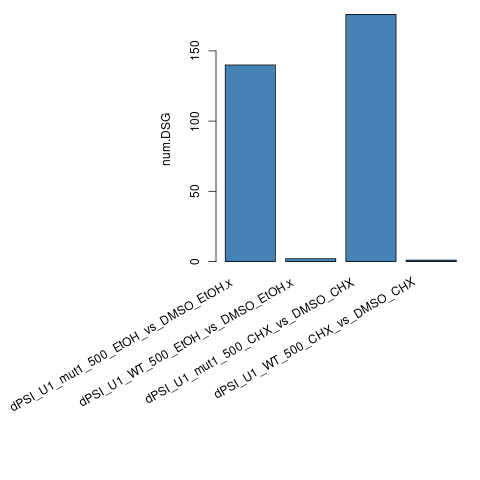 150
100
50
0
num.DSG
dPSI_U1_mut1_500_EtOH_vs_DMSO_EtOH.x
dPSI_U1_WT_500_EtOH_vs_DMSO_EtOH.x
dPSI_U1_mut1_500_CHX_vs_DMSO_CHX
dPSI_U1_WT_500_CHX_vs_DMSO_CHX